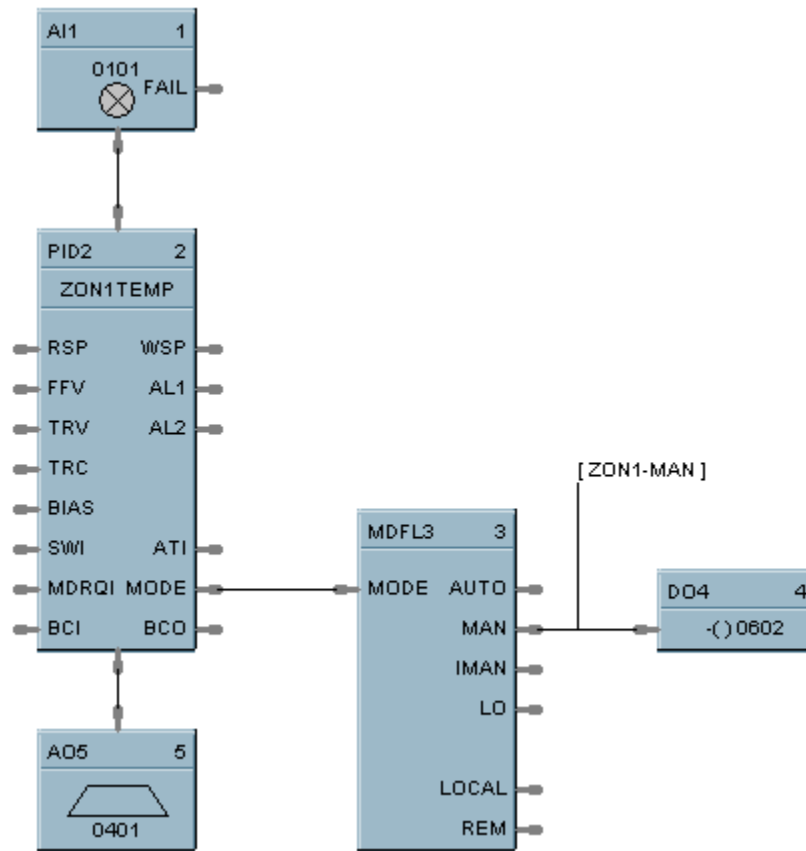 AI1 1
0101
FAIL
PID2 2
ZON1TEMP
RSP WSP
FFV AL1
TRV AL2
TRC
BIAS
SWI ATI
MDRQI MODE
BCI BCO
AO5 5
0401
MDFL3 3
MODE AUTO
MAN
IMAN
LO
LOCAL
REM
[ZON1-MAN]
DO4 4
-( )0602